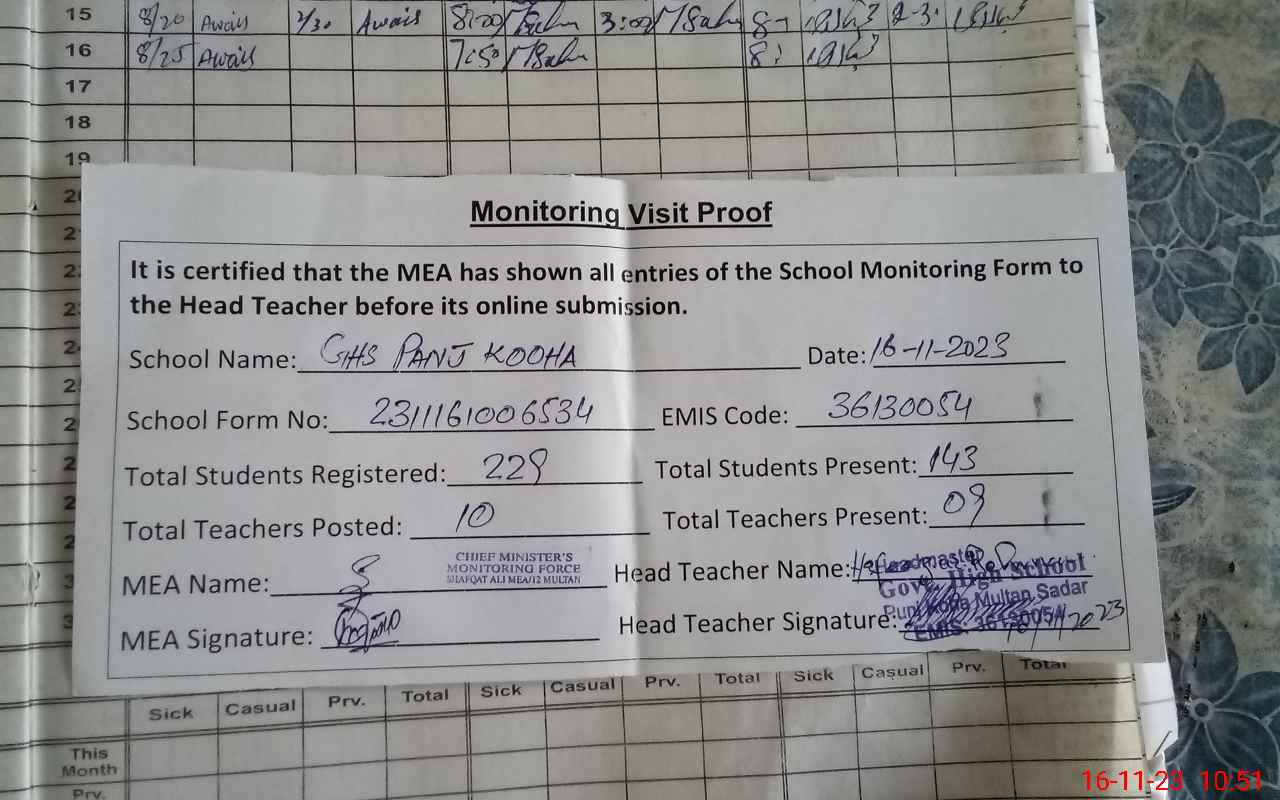 15 8/20 Awais 2/30 Awais 8:00 3:00
16 8/25 Awais 7:50
17
18
19
Monitoring Visit Proof
It is certified that the MEA has shown all entries of the School Monitoring Form to
the Head Teacher before its online submission.
School Name: GHS PANJ KOOHA Date: 16-11-2023
School Form No: 2311161006534 EMIS Code: 36130054
Total Students Registered: 229 Total Students Present: 143
Total Teachers Posted: 10 Total Teachers Present: 09
CHIEF MINISTER'S
MONITORING FORCE
SHAFQAT ALI MEA/12 MULTAN
MEA Name: Head Teacher Name:
Headmaster
Govt. High School
Multan Sadar
EMIS. 36130054
MEA Signature: Head Teacher Signature:
Sick Casual Prv. Total Sick Casual Prv. Total Sick Casual Prv. Total
This
Month
Prv.
16-11-23 10:51